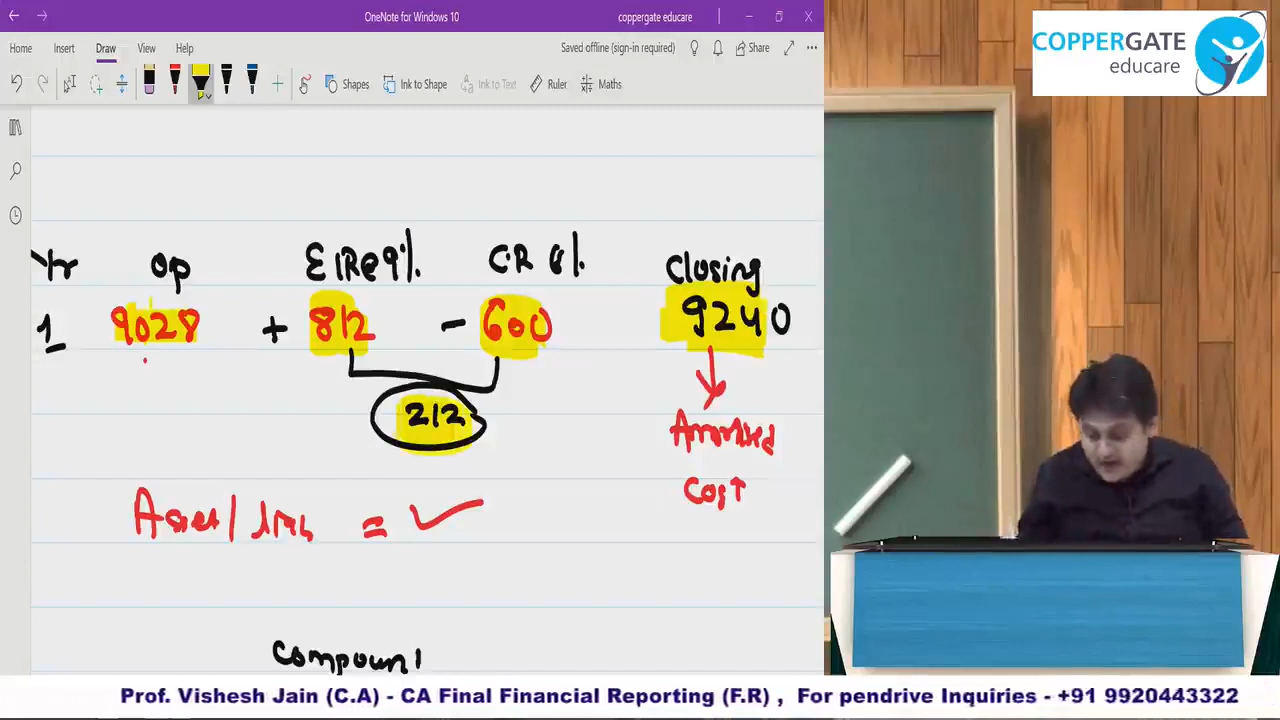 OneNote for Windows 10
coppergate educare
Home Insert Draw View Help
Saved offline (sign-in required)
Share
Shapes
Ink to Shape
Ink to Text
Ruler
Maths
COPPERGATE
educare
Yr Op EIR@9% CR 6% Closing
1 9028 + 812 - 600 9240
212
Amortised
Cost
Asset/ =
Compoun
Prof. Vishesh Jain (C.A) - CA Final Financial Reporting (F.R) , For pendrive Inquiries - +91 9920443322